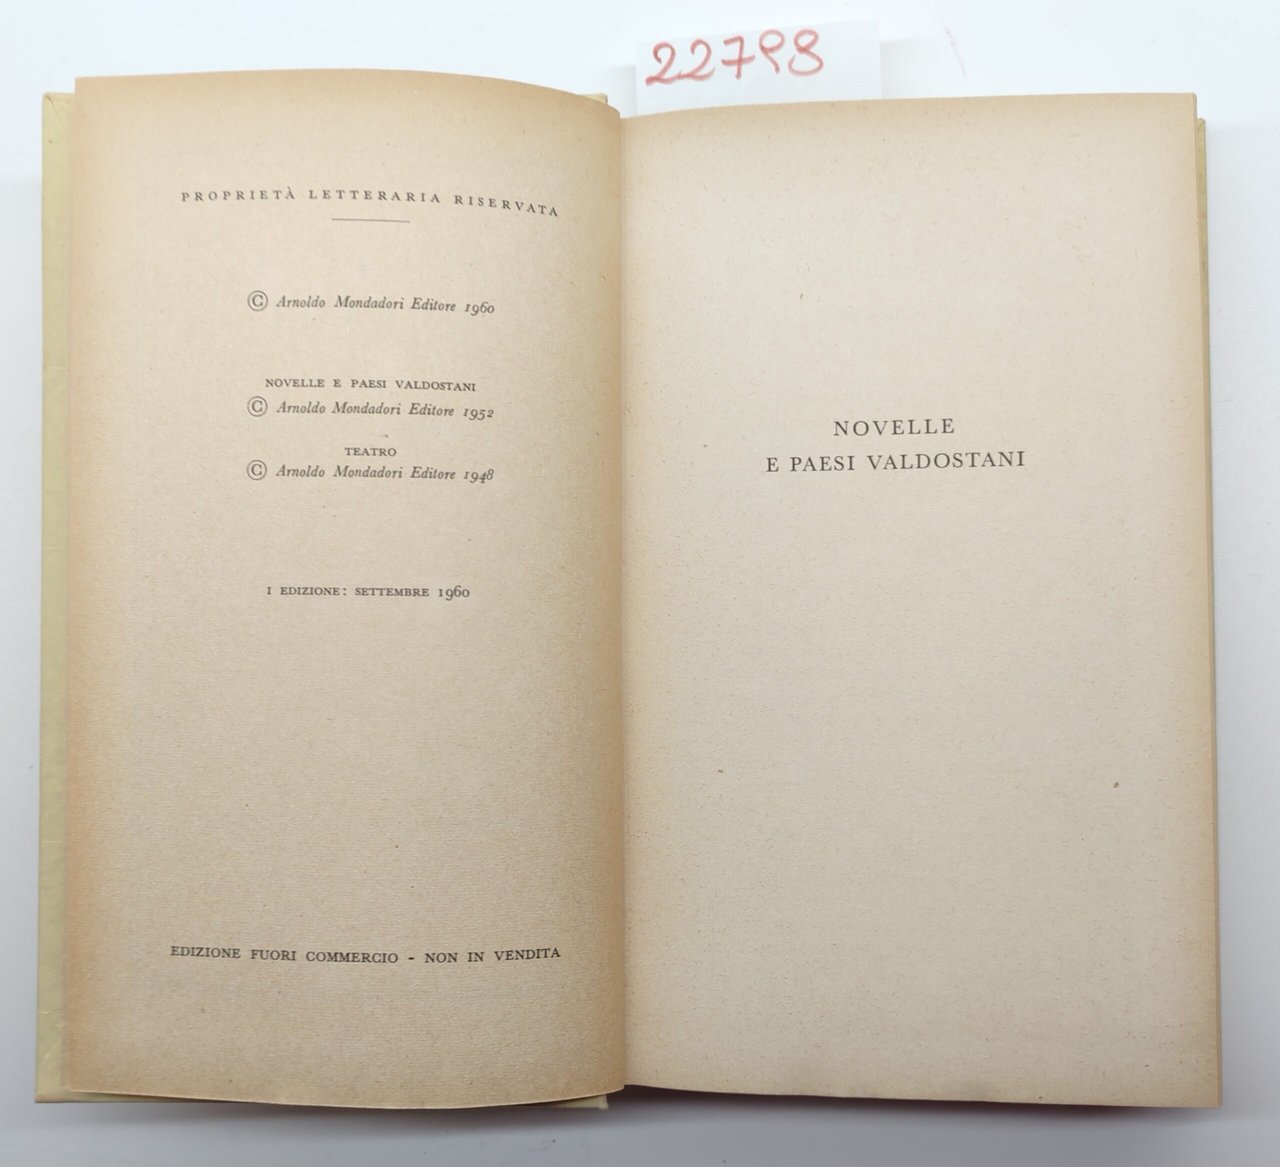 22798
PROPRIETÀ LETTERARIA RISERVATA
© Arnoldo Mondadori Editore 1960
NOVELLE E PAESI VALDOSTANI
© Arnoldo Mondadori Editore 1952
TEATRO
© Arnoldo Mondadori Editore 1948
I EDIZIONE: SETTEMBRE 1960
EDIZIONE FUORI COMMERCIO - NON IN VENDITA
NOVELLE
E PAESI VALDOSTANI